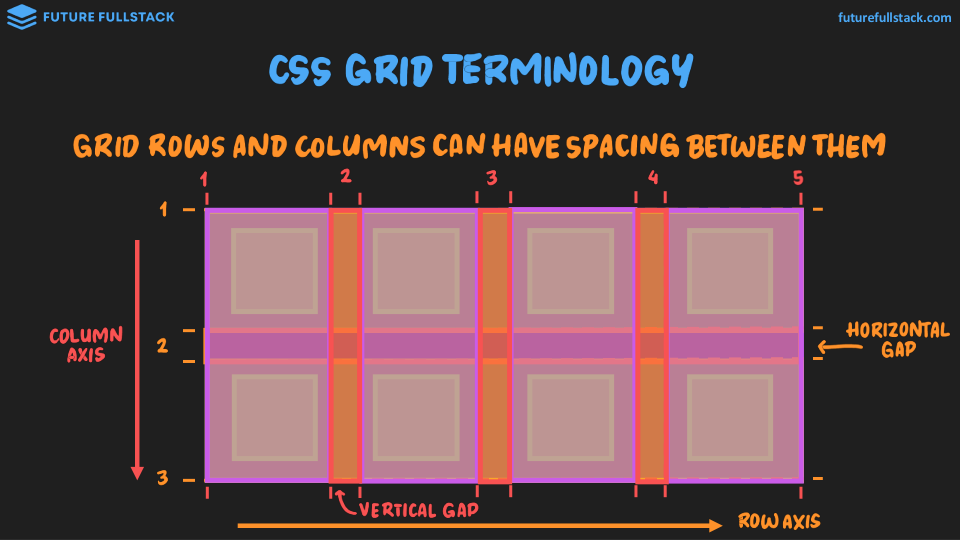 FUTURE FULLSTACK
futurefullstack.com
CSS GRID TERMINOLOGY
GRID ROWS AND COLUMNS CAN HAVE SPACING BETWEEN THEM
1 2 3 4 5
1
COLUMN
AXIS
2
HORIZONTAL
GAP
3
VERTICAL GAP
ROW AXIS